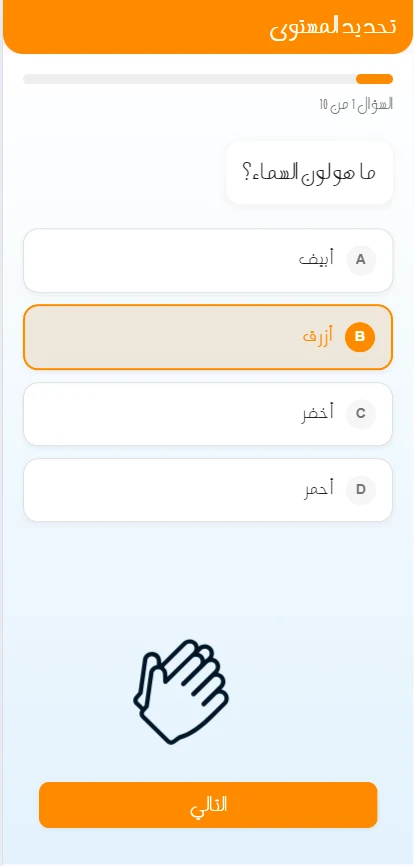 تحديد المستوى
السؤال 1 من 10
ما هو لون السماء؟
A أبيض
B أزرق
C أخضر
D أحمر
التالي